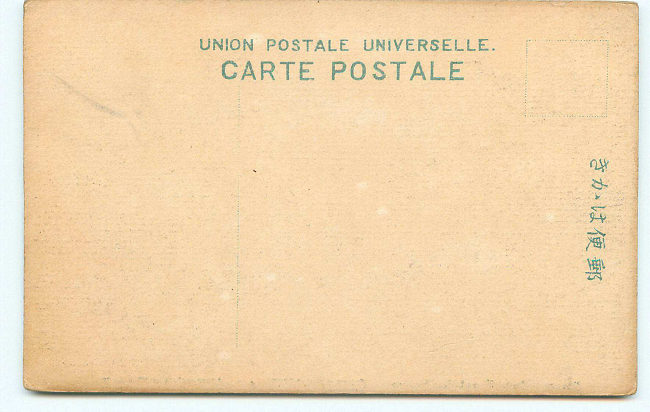 UNION POSTALE UNIVERSELLE.
CARTE POSTALE
郵便はかき